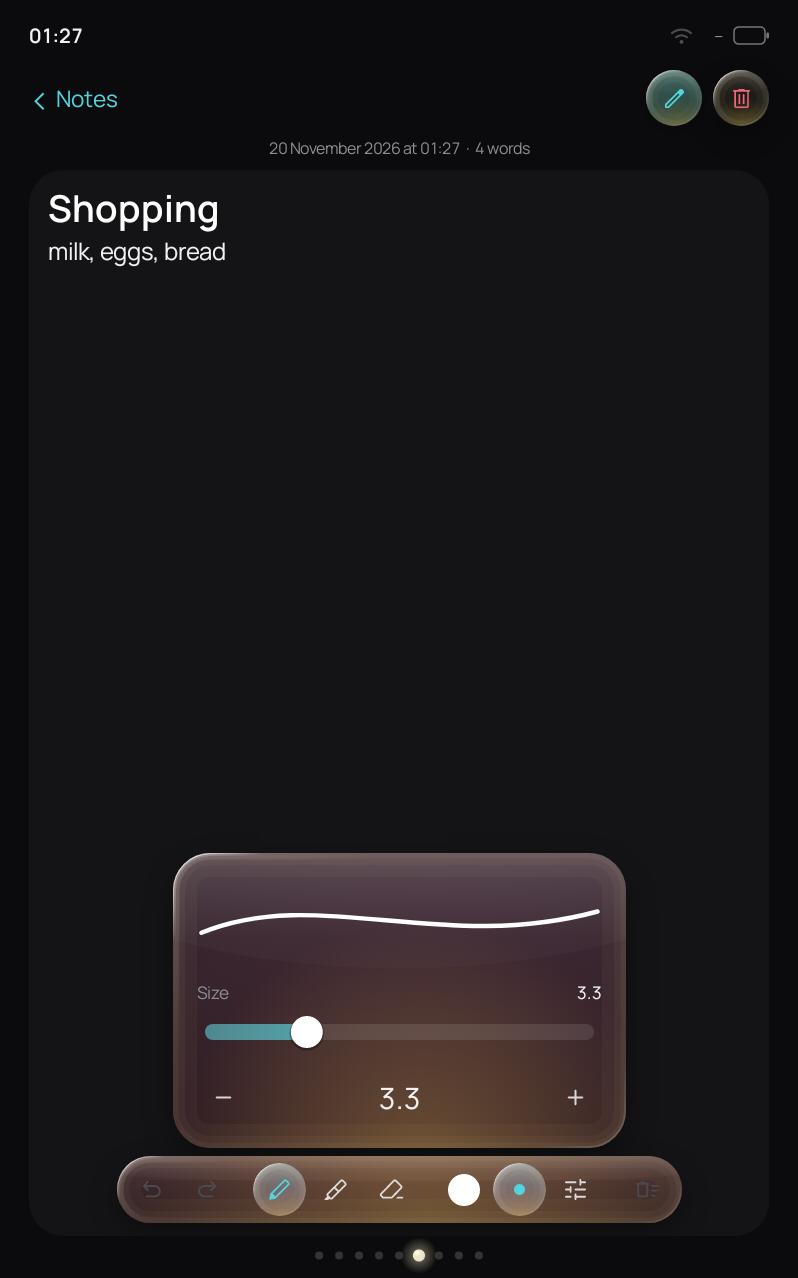 01:27
Notes
20 November 2026 at 01:27 · 4 words
Shopping
milk, eggs, bread
Size 3.3
− 3.3 +